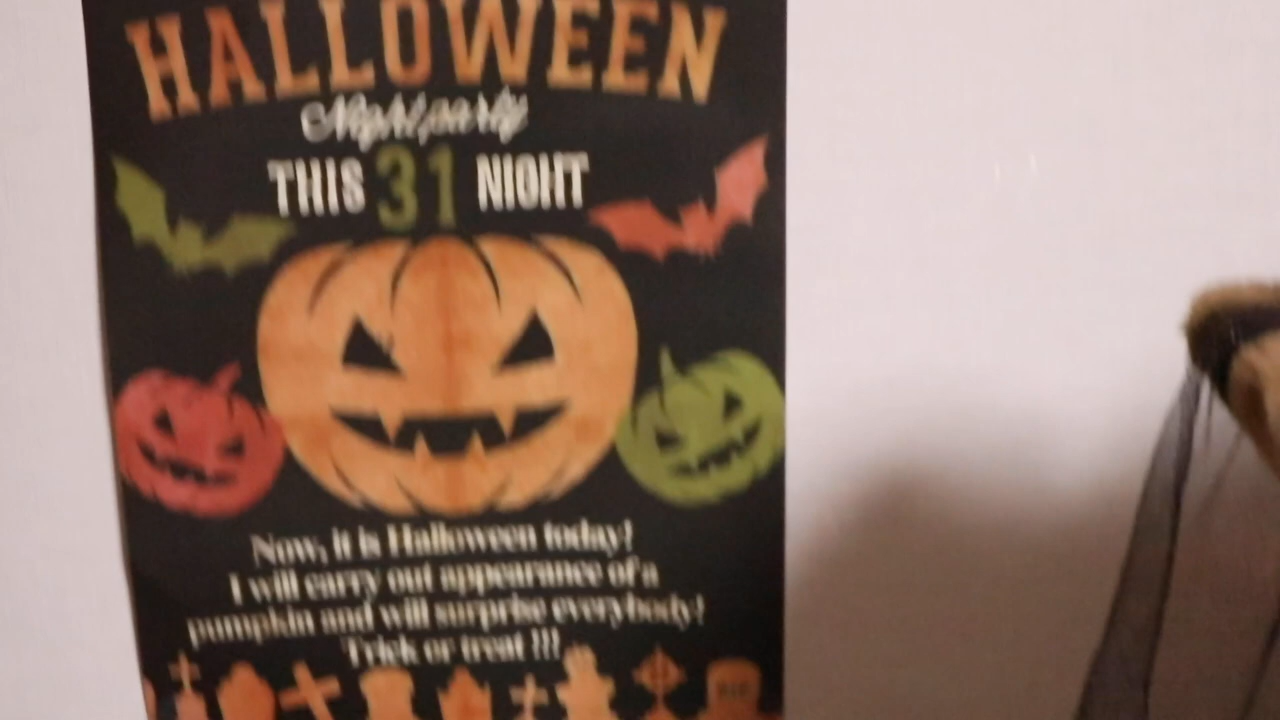 HALLOWEEN
Night party
THIS 31 NIGHT
Now, it is Halloween today!
I will carry out appearance of a
pumpkin and will surprise everybody!
Trick or treat !!!
RIP